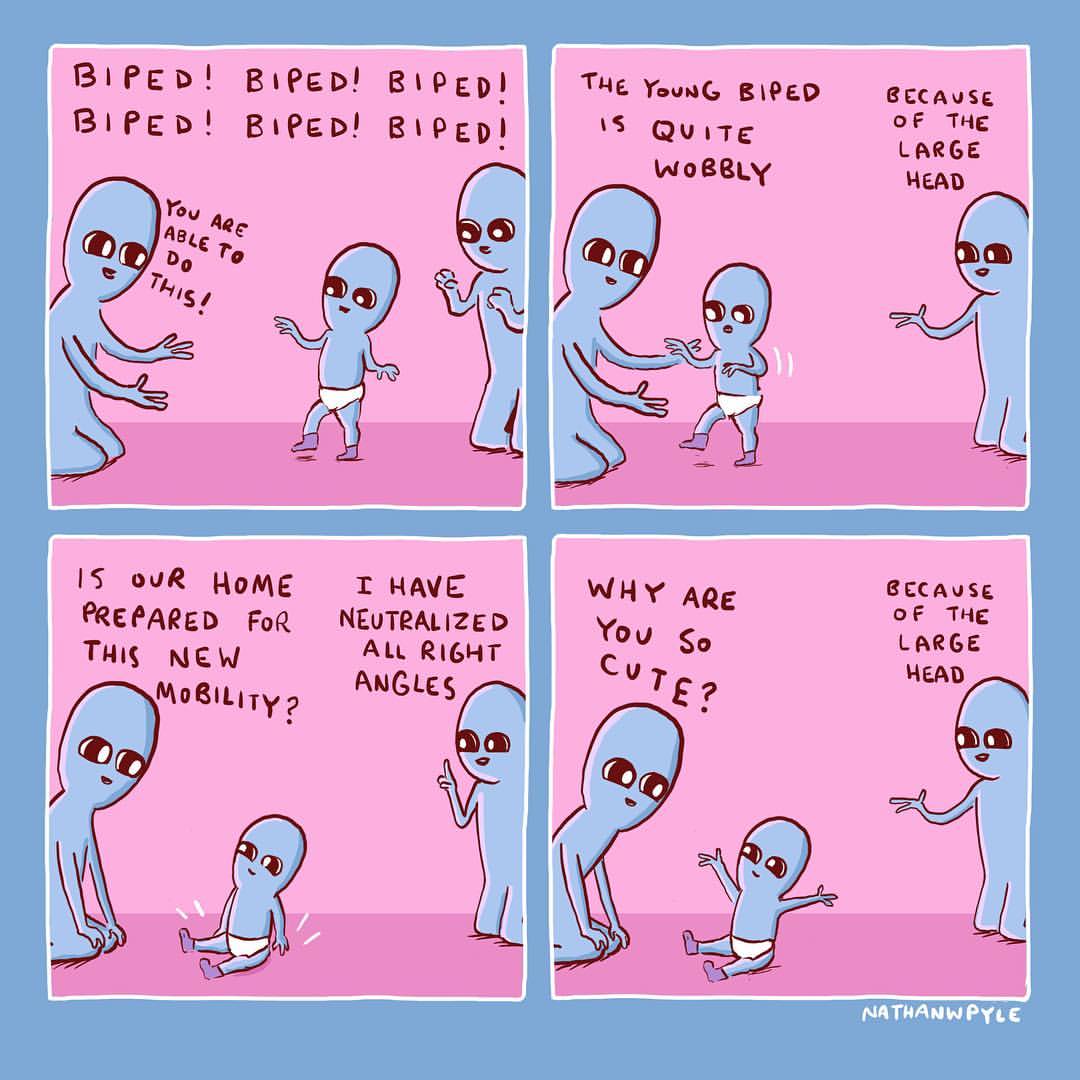 BIPED! BIPED! BIPED!
BIPED! BIPED! BIPED!
YOU ARE
ABLE TO
DO
THIS!
THE YOUNG BIPED
IS QUITE
WOBBLY
BECAUSE
OF THE
LARGE
HEAD
IS OUR HOME
PREPARED FOR
THIS NEW
MOBILITY?
I HAVE
NEUTRALIZED
ALL RIGHT
ANGLES
WHY ARE
YOU SO
CUTE?
BECAUSE
OF THE
LARGE
HEAD
NATHANWPYLE